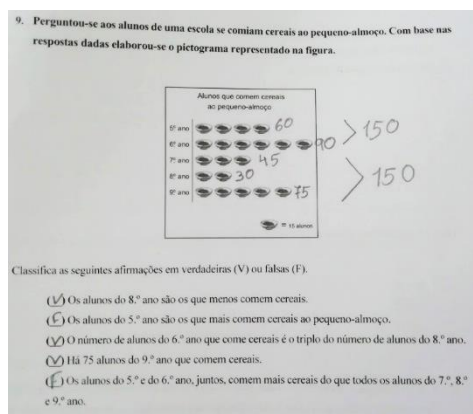 9. Perguntou-se aos alunos de uma escola se comiam cereais ao pequeno-almoço. Com base nas
respostas dadas elaborou-se o pictograma representado na figura.
Alunos que comem cereais
ao pequeno-almoço
5º ano 60
6º ano 90 > 150
7º ano 45
8º ano 30 > 150
9º ano 75
= 15 alunos
Classifica as seguintes afirmações em verdadeiras (V) ou falsas (F).
(V) Os alunos do 8.º ano são os que menos comem cereais.
(F) Os alunos do 5.º ano são os que mais comem cereais ao pequeno-almoço.
(V) O número de alunos do 6.º ano que come cereais é o triplo do número de alunos do 8.º ano.
(V) Há 75 alunos do 9.º ano que comem cereais.
(F) Os alunos do 5.º e do 6.º ano, juntos, comem mais cereais do que todos os alunos do 7.º, 8.º
e 9.º ano.